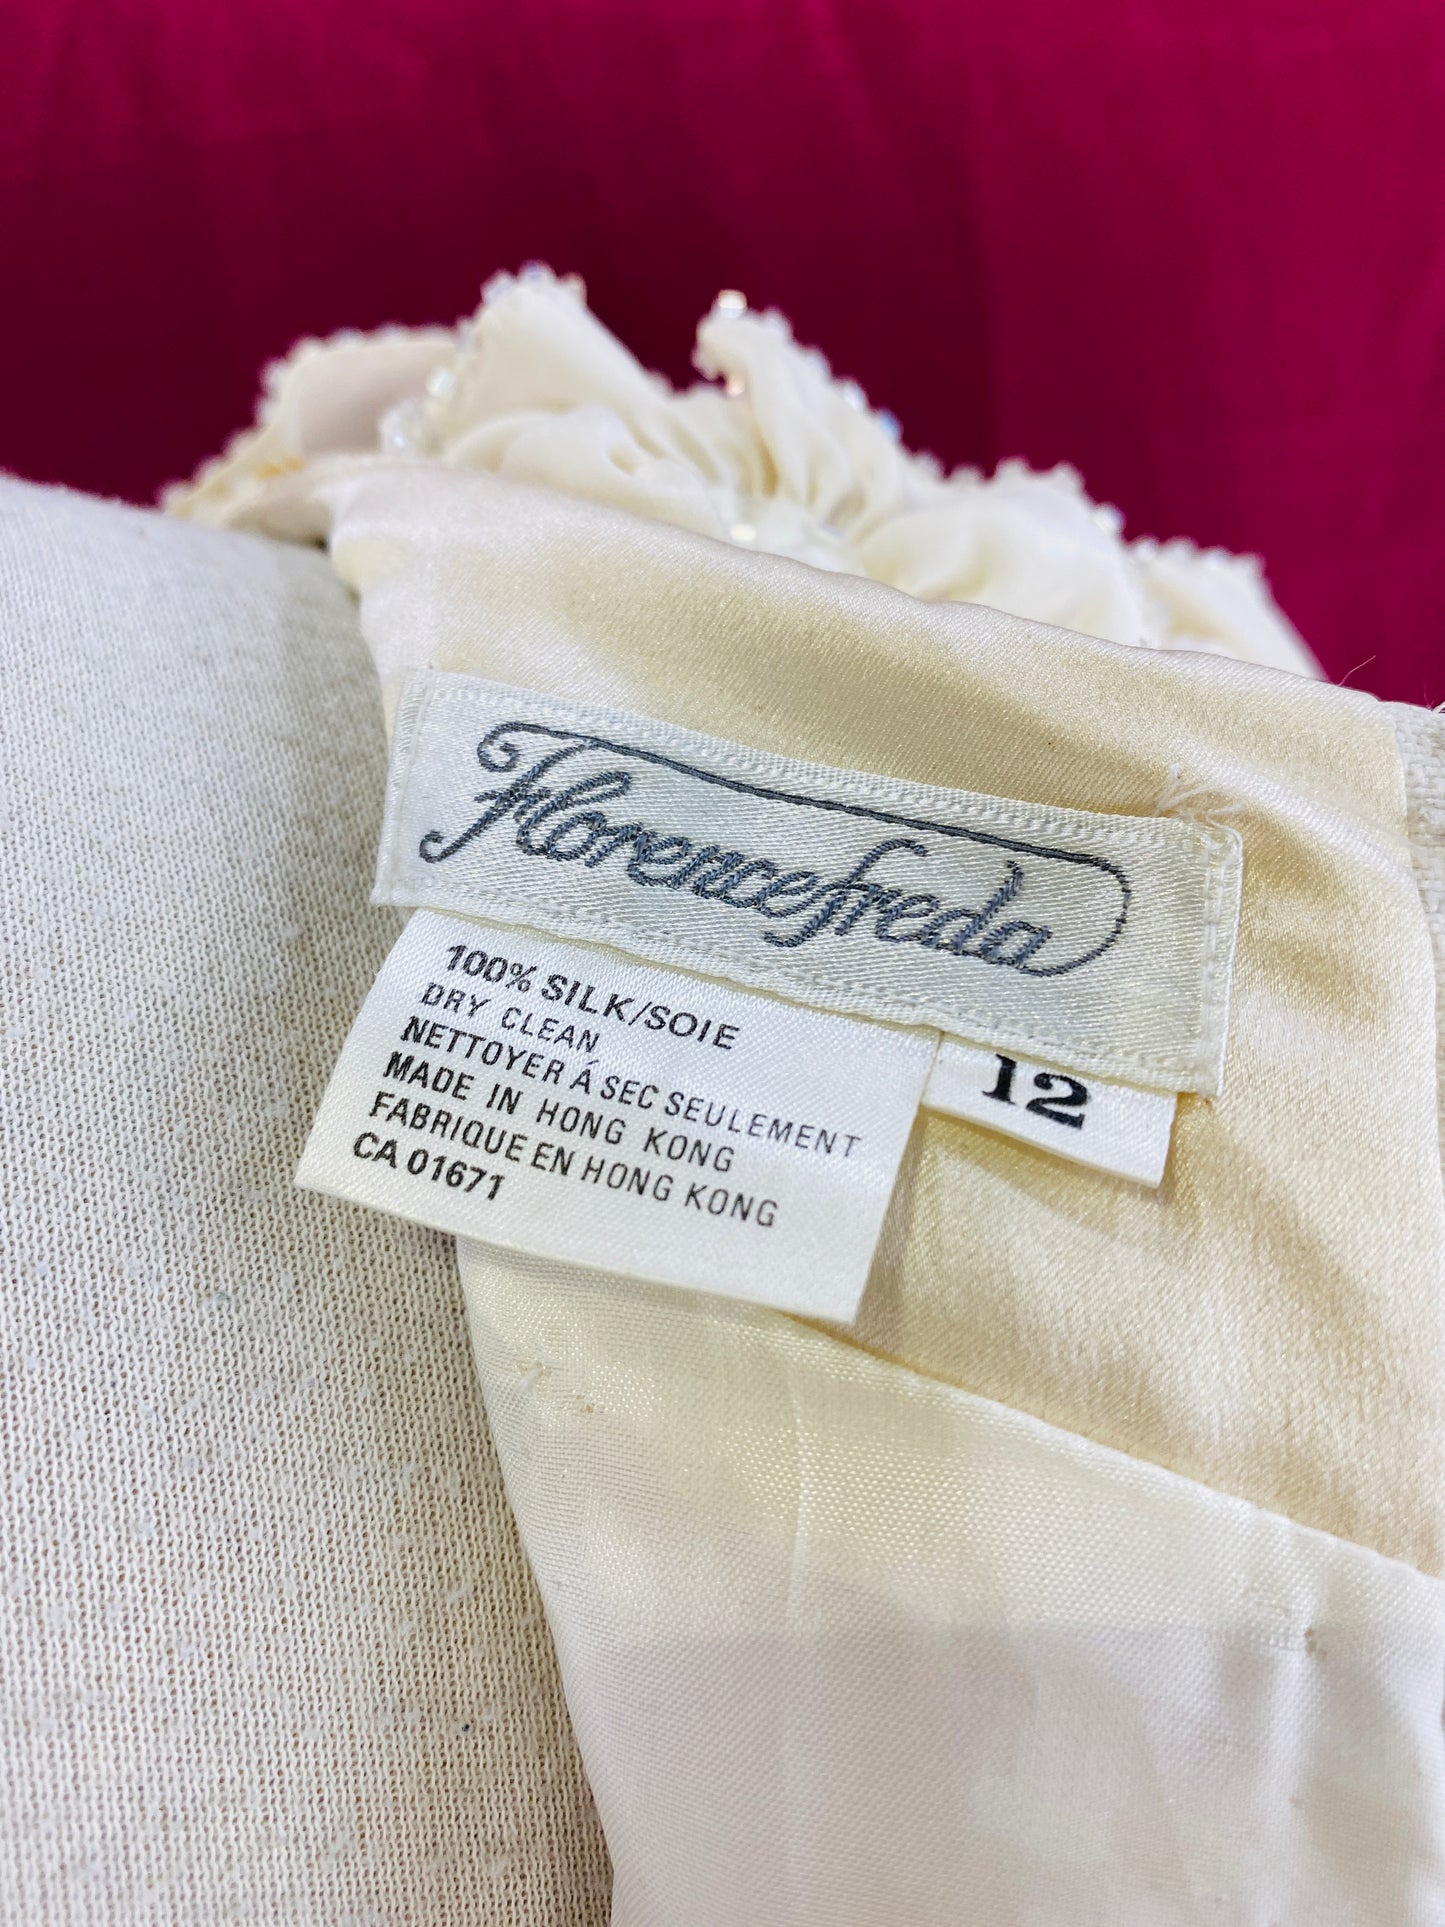 Florencefreda
100% SILK/SOIE
DRY CLEAN
NETTOYER Á SEC SEULEMENT
MADE IN HONG KONG
FABRIQUE EN HONG KONG
CA 01671
12